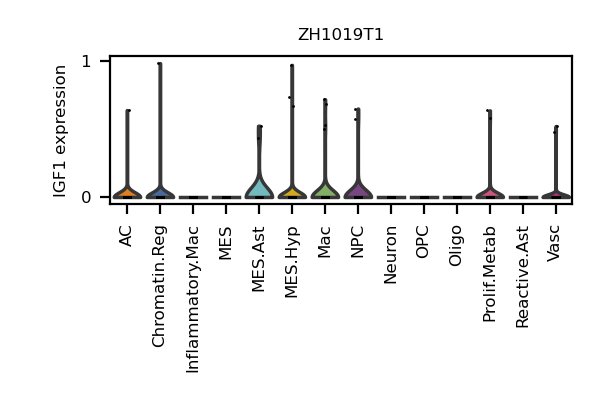 ZH1019T1
IGF1 expression
1
0
AC
Chromatin.Reg
Inflammatory.Mac
MES
MES.Ast
MES.Hyp
Mac
NPC
Neuron
OPC
Oligo
Prolif.Metab
Reactive.Ast
Vasc